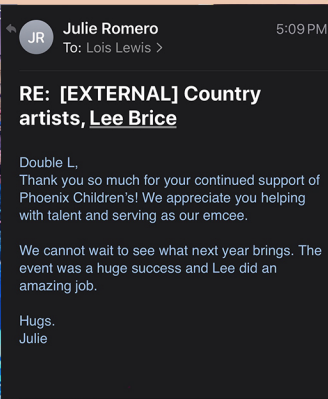 JR
Julie Romero
5:09 PM
To: Lois Lewis >
RE: [EXTERNAL] Country
artists, Lee Brice
Double L,
Thank you so much for your continued support of
Phoenix Children's! We appreciate you helping
with talent and serving as our emcee.
We cannot wait to see what next year brings. The
event was a huge success and Lee did an
amazing job.
Hugs.
Julie